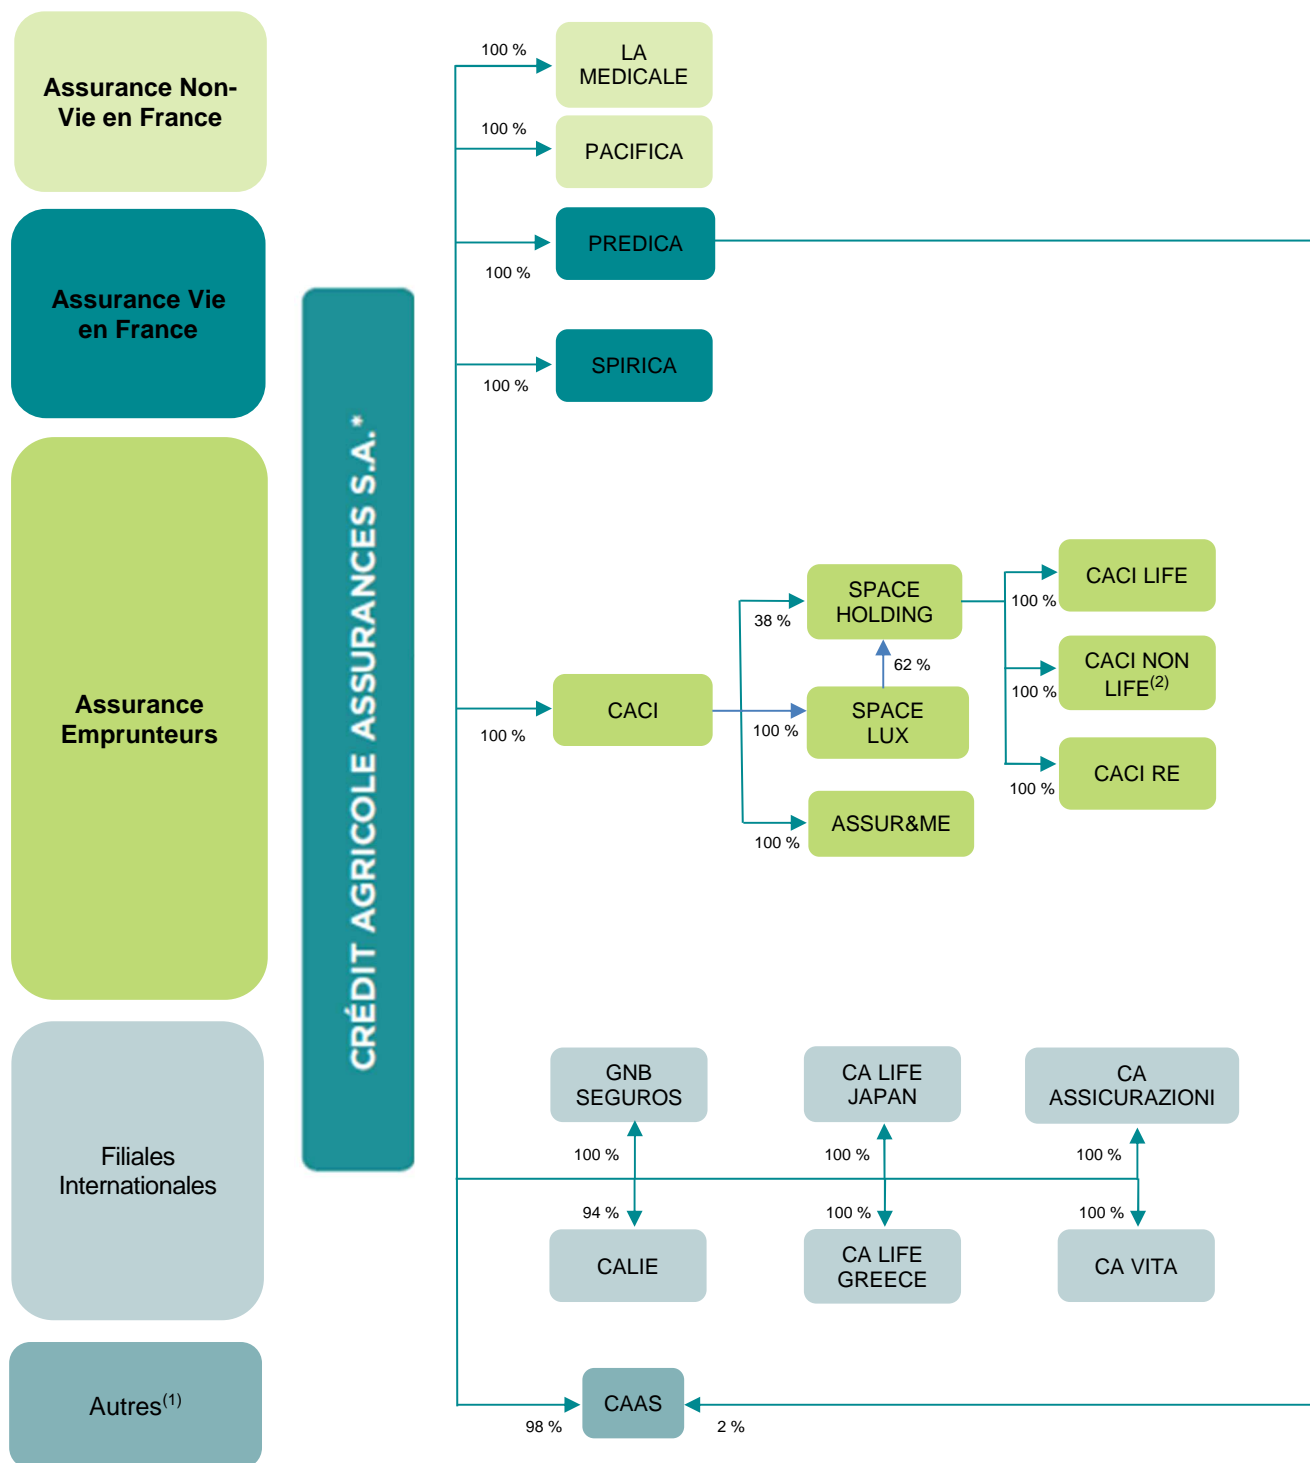 Assurance Non-
Vie en France
Assurance Vie
en France
Assurance
Emprunteurs
Filiales
Internationales
Autres(1)
CRÉDIT AGRICOLE ASSURANCES S.A.*
100 %
LA
MEDICALE
100 %
PACIFICA
PREDICA
100 %
SPIRICA
100 %
CACI
100 %
SPACE
HOLDING
38 %
62 %
SPACE
LUX
100 %
ASSUR&ME
100 %
CACI LIFE
100 %
CACI NON
LIFE(2)
100 %
CACI RE
100 %
GNB
SEGUROS
CA LIFE
JAPAN
CA
ASSICURAZIONI
100 %
100 %
100 %
94 %
100 %
100 %
CALIE
CA LIFE
GREECE
CA VITA
CAAS
98 %
2 %